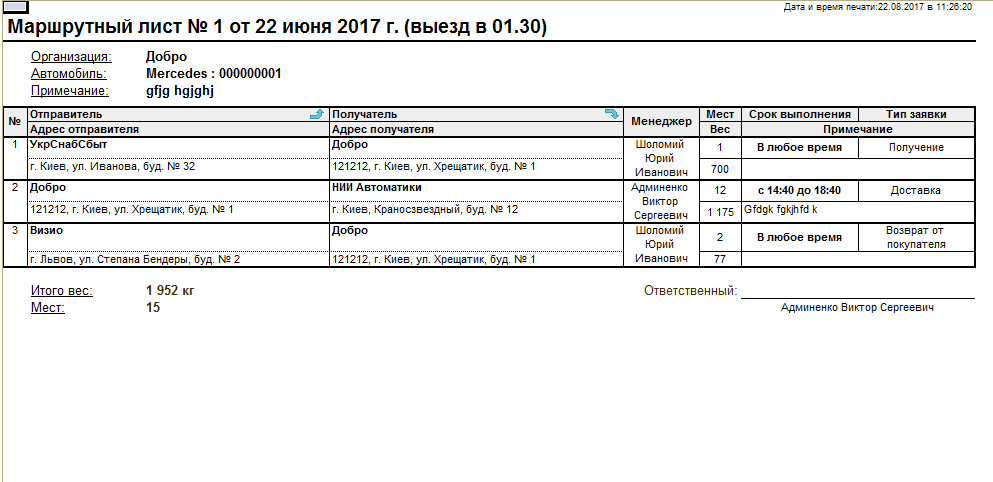 Дата и время печати:22.08.2017 в 11:26:20
Маршрутный лист № 1 от 22 июня 2017 г. (выезд в 01.30)
Организация: Добро
Автомобиль: Mercedes : 000000001
Примечание: gfjg hgjghj
№ Отправитель Получатель Менеджер Мест Срок выполнения Тип заявки
Адрес отправителя Адрес получателя Вес Примечание
1 УкрСнабСбыт Добро Шоломий Юрий Иванович 1 В любое время Получение
г. Киев, ул. Иванова, буд. № 32 121212, г. Киев, ул. Хрещатик, буд. № 1 700
2 Добро НИИ Автоматики Админенко Виктор Сергеевич 12 с 14:40 до 18:40 Доставка
121212, г. Киев, ул. Хрещатик, буд. № 1 г. Киев, Краносзвездный, буд. № 12 1 175 Gfdgk fgkjhfd k
3 Визио Добро Шоломий Юрий Иванович 2 В любое время Возврат от покупателя
г. Львов, ул. Степана Бендеры, буд. № 2 121212, г. Киев, ул. Хрещатик, буд. № 1 77
Итого вес: 1 952 кг Ответственный:
Мест: 15 Админенко Виктор Сергеевич